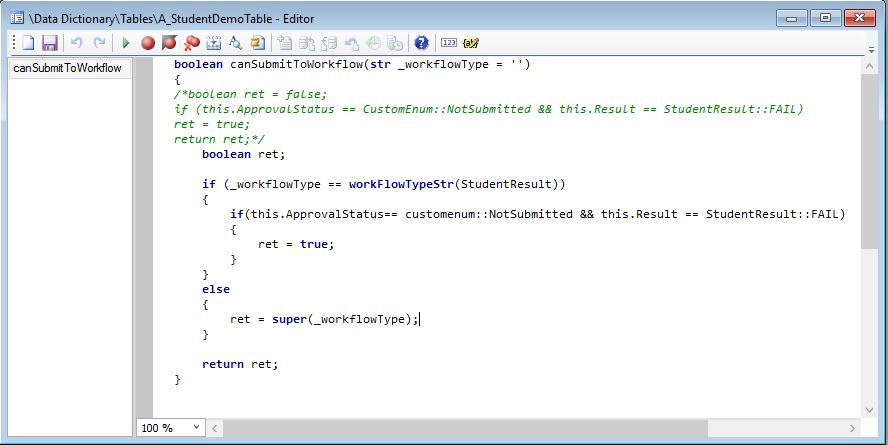 \Data Dictionary\Tables\A_StudentDemoTable - Editor
123
canSubmitToWorkflow
boolean canSubmitToWorkflow(str _workflowType = '')
{
/*boolean ret = false;
if (this.ApprovalStatus == CustomEnum::NotSubmitted && this.Result == StudentResult::FAIL)
ret = true;
return ret;*/
boolean ret;
if (_workflowType == workFlowTypeStr(StudentResult))
{
if(this.ApprovalStatus== customenum::NotSubmitted && this.Result == StudentResult::FAIL)
{
ret = true;
}
}
else
{
ret = super(_workflowType);
}
return ret;
}
100 %